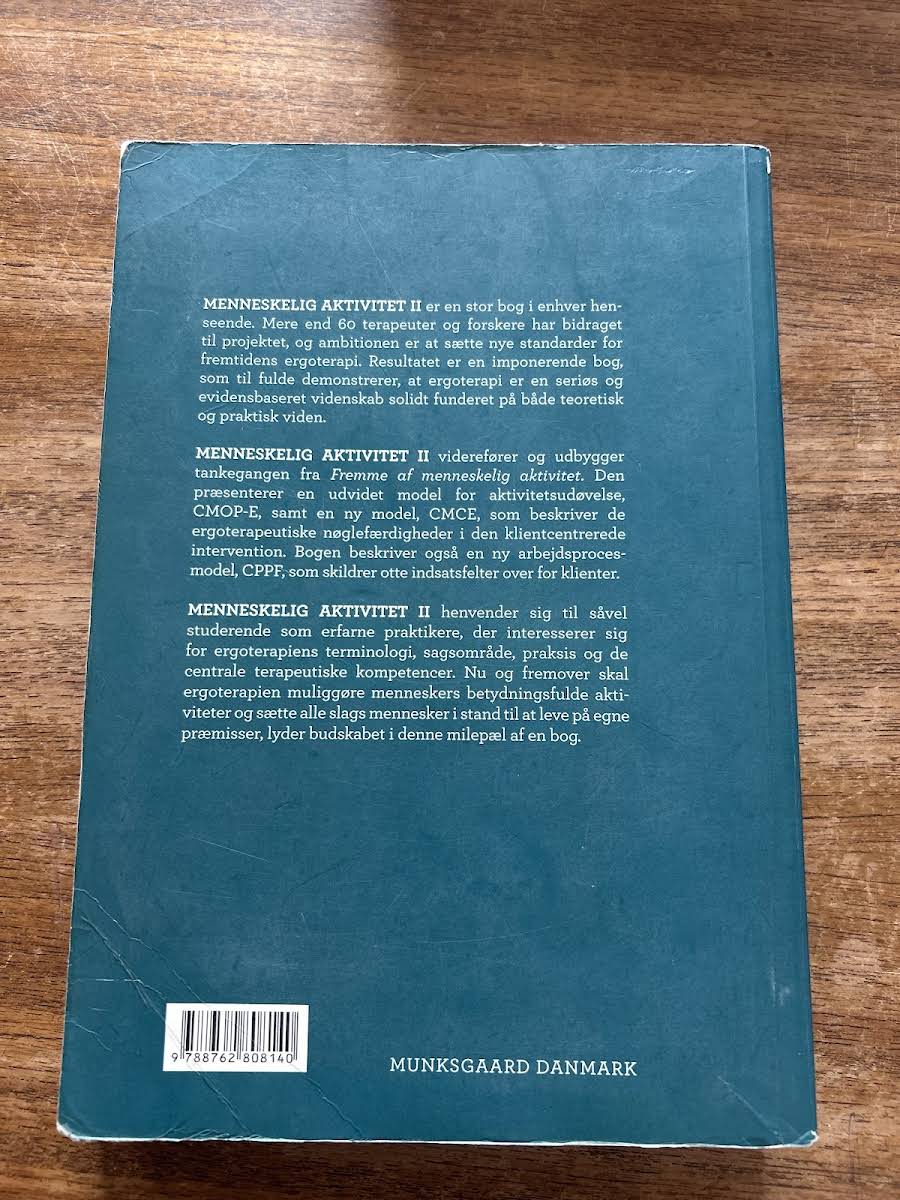 MENNESKELIG AKTIVITET II er en stor bog i enhver hen-
seende. Mere end 60 terapeuter og forskere har bidraget
til projektet, og ambitionen er at sætte nye standarder for
fremtidens ergoterapi. Resultatet er en imponerende bog,
som til fulde demonstrerer, at ergoterapi er en seriøs og
evidensbaseret videnskab solidt funderet på både teoretisk
og praktisk viden.
MENNESKELIG AKTIVITET II viderefører og udbygger
tankegangen fra Fremme af menneskelig aktivitet. Den
præsenterer en udvidet model for aktivitetsudøvelse,
CMOP-E, samt en ny model, CMCE, som beskriver de
ergoterapeutiske nøglefærdigheder i den klientcentrerede
intervention. Bogen beskriver også en ny arbejdsproces-
model, CPPF, som skildrer otte indsatsfelter over for klienter.
MENNESKELIG AKTIVITET II henvender sig til såvel
studerende som erfarne praktikere, der interesserer sig
for ergoterapiens terminologi, sagsområde, praksis og de
centrale terapeutiske kompetencer. Nu og fremover skal
ergoterapien muliggøre menneskers betydningsfulde akti-
viteter og sætte alle slags mennesker i stand til at leve på egne
præmisser, lyder budskabet i denne milepæl af en bog.
9 788762 808140
MUNKSGAARD DANMARK